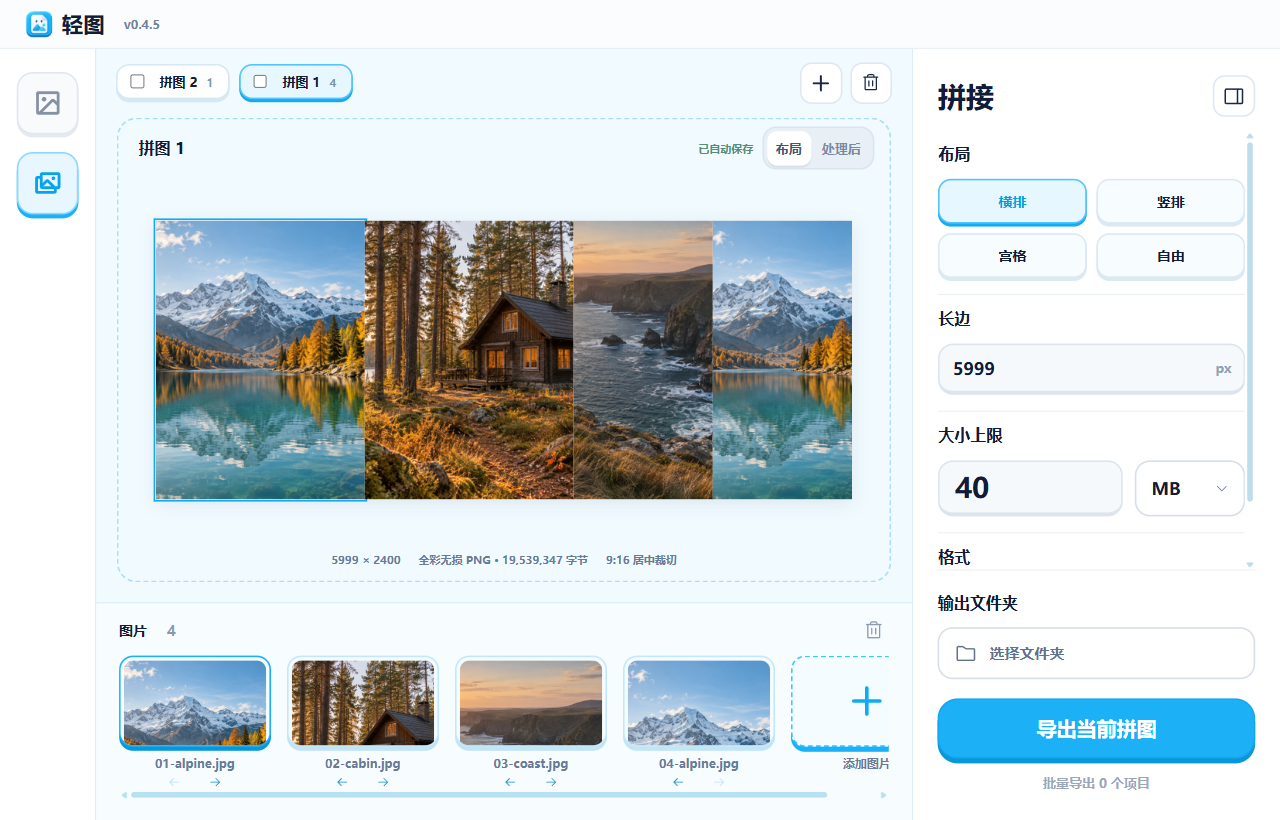 轻图 v0.4.5
拼图 2 1
拼图 1 4
拼图 1
已自动保存
布局
处理后
5999 × 2400 全彩无损 PNG • 19,539,347 字节 9:16 居中裁切
图片 4
01-alpine.jpg
02-cabin.jpg
03-coast.jpg
04-alpine.jpg
添加图片
拼接
布局
横排
竖排
宫格
自由
长边
5999 px
大小上限
40 MB
格式
输出文件夹
选择文件夹
导出当前拼图
批量导出 0 个项目